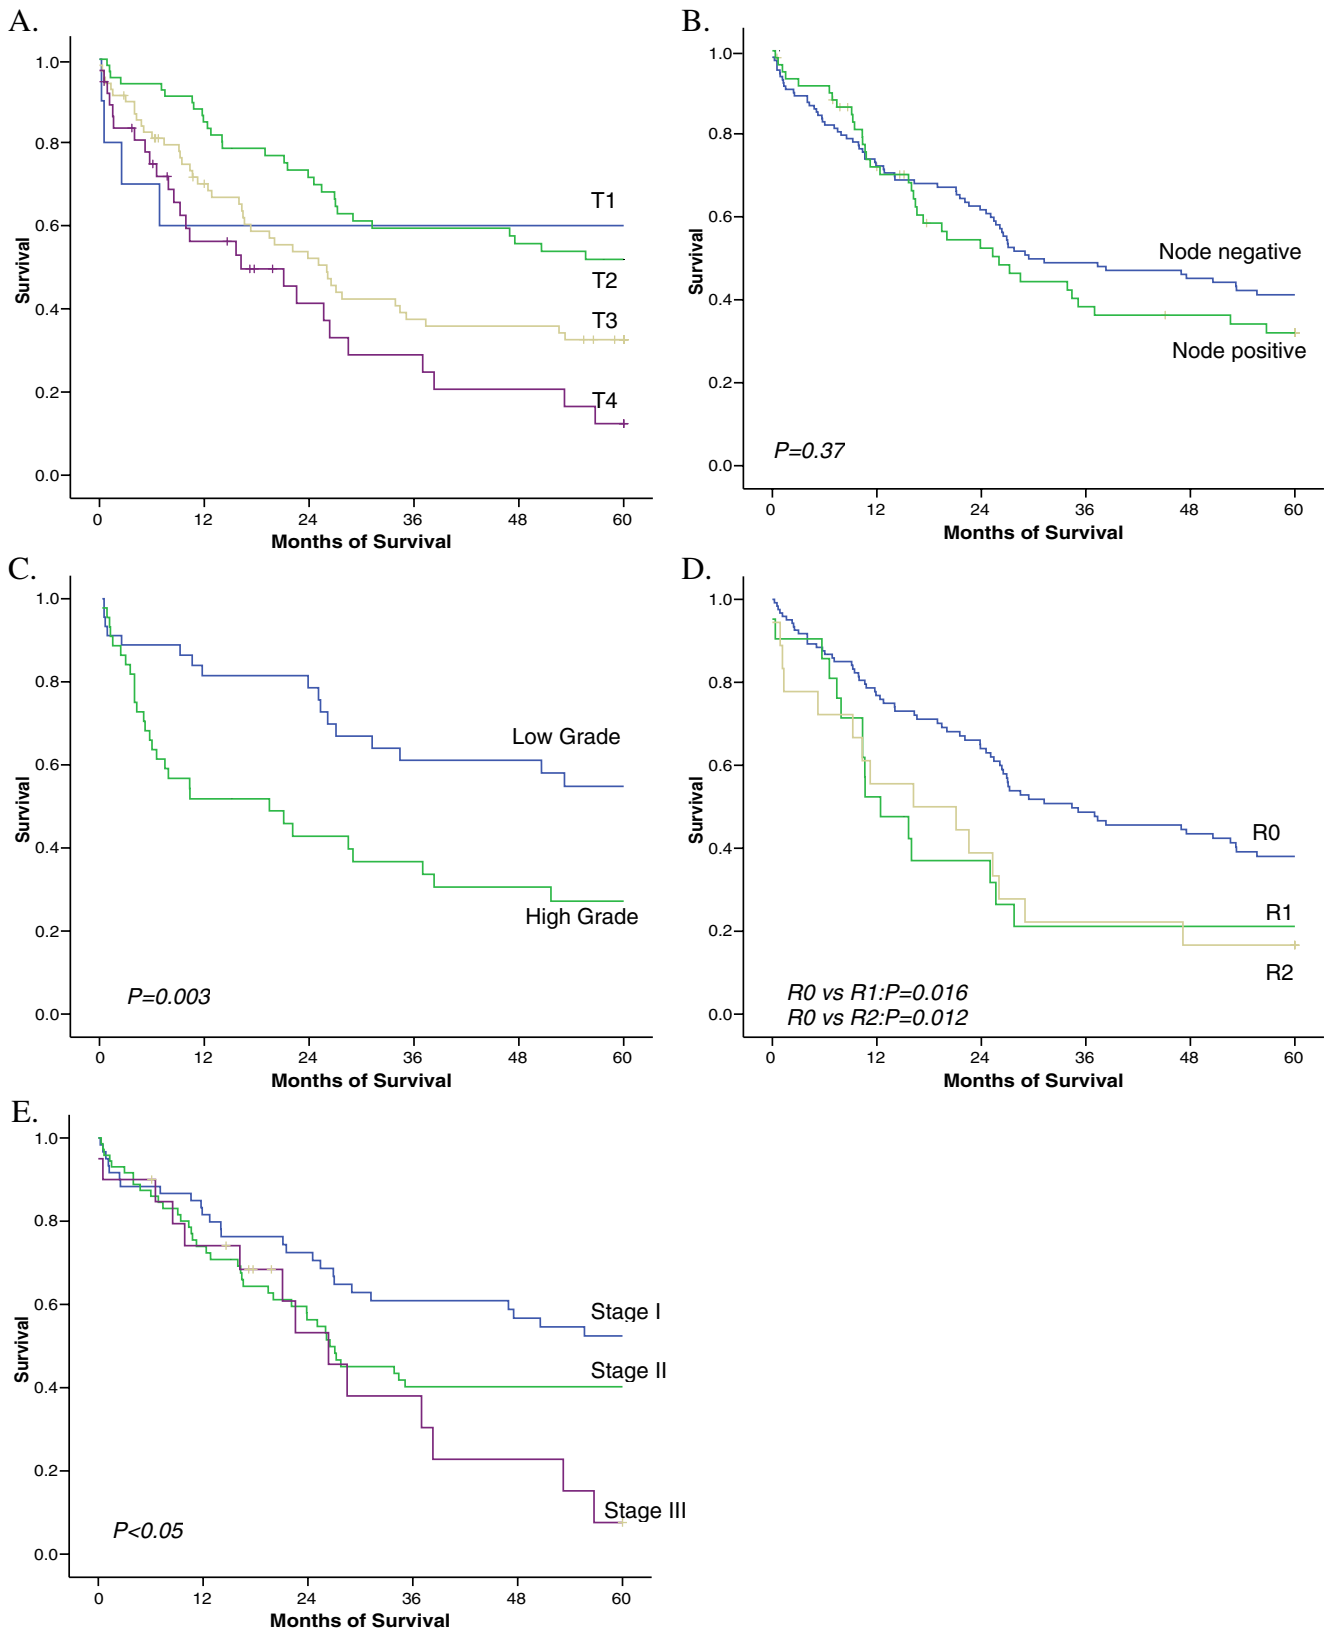 A.
1.0
0.8
0.6
0.4
0.2
0.0
Survival
T1
T2
T3
T4
0 12 24 36 48 60
Months of Survival
B.
1.0
0.8
0.6
0.4
0.2
0.0
Survival
Node negative
Node positive
P=0.37
0 12 24 36 48 60
Months of Survival
C.
1.0
0.8
0.6
0.4
0.2
0.0
Survival
Low Grade
High Grade
P=0.003
0 12 24 36 48 60
Months of Survival
D.
1.0
0.8
0.6
0.4
0.2
0.0
Survival
R0
R1
R2
R0 vs R1:P=0.016
R0 vs R2:P=0.012
0 12 24 36 48 60
Months of Survival
E.
1.0
0.8
0.6
0.4
0.2
0.0
Survival
Stage I
Stage II
Stage III
P<0.05
0 12 24 36 48 60
Months of Survival